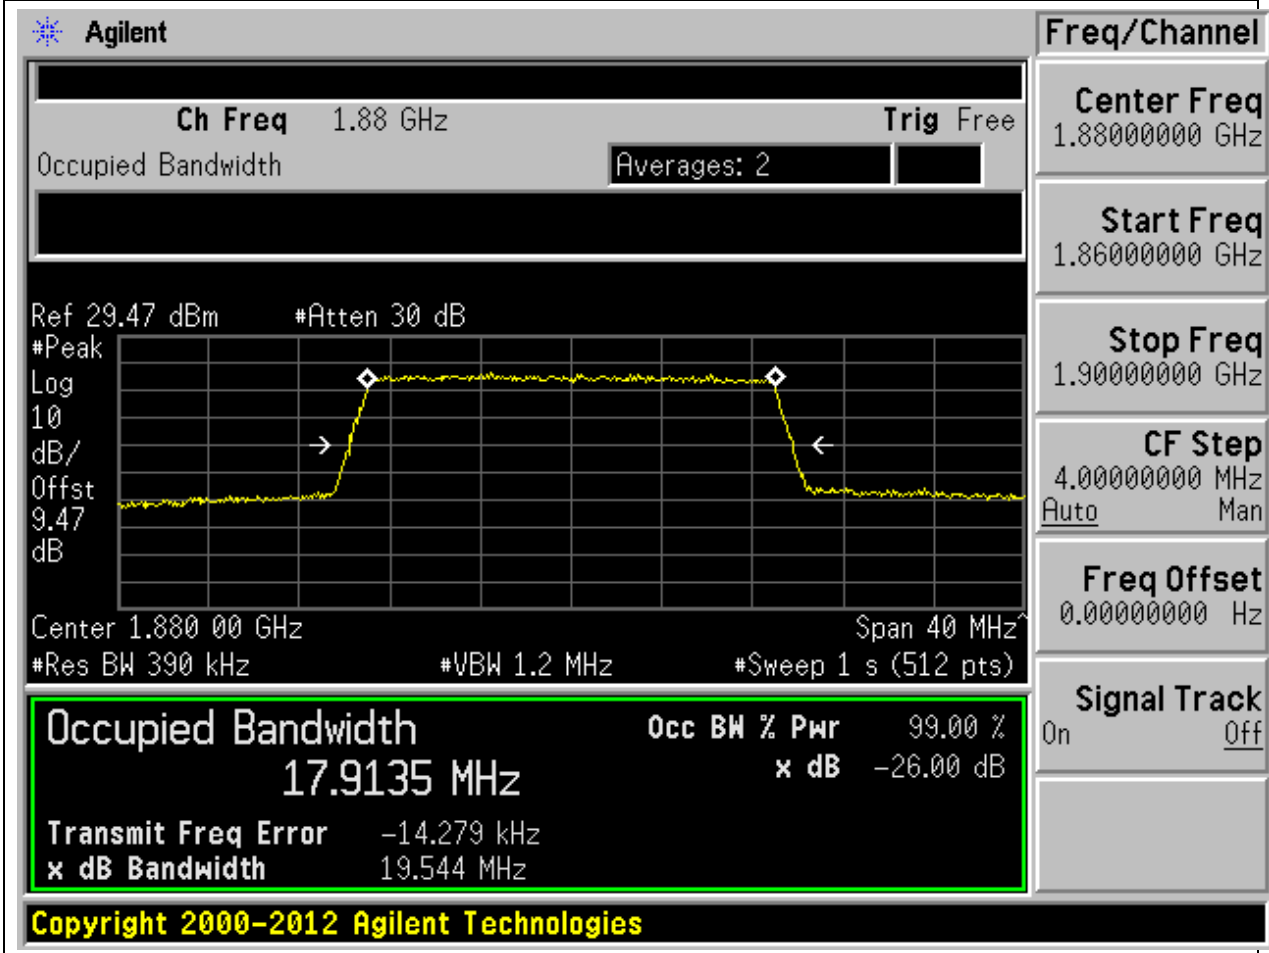 Agilent
Freq/Channel
Ch Freq 1.88 GHz Trig Free
Occupied Bandwidth Averages: 2
Center Freq
1.88000000 GHz
Start Freq
1.86000000 GHz
Stop Freq
1.90000000 GHz
CF Step
4.00000000 MHz
Auto Man
Freq Offset
0.00000000 Hz
Signal Track
On Off
Ref 29.47 dBm #Atten 30 dB
#Peak
Log
10
dB/
Offst
9.47
dB
Center 1.880 00 GHz Span 40 MHz^
#Res BW 390 kHz #VBW 1.2 MHz #Sweep 1 s (512 pts)
Occupied Bandwidth Occ BW % Pwr 99.00 %
17.9135 MHz x dB -26.00 dB
Transmit Freq Error -14.279 kHz
x dB Bandwidth 19.544 MHz
Copyright 2000-2012 Agilent Technologies